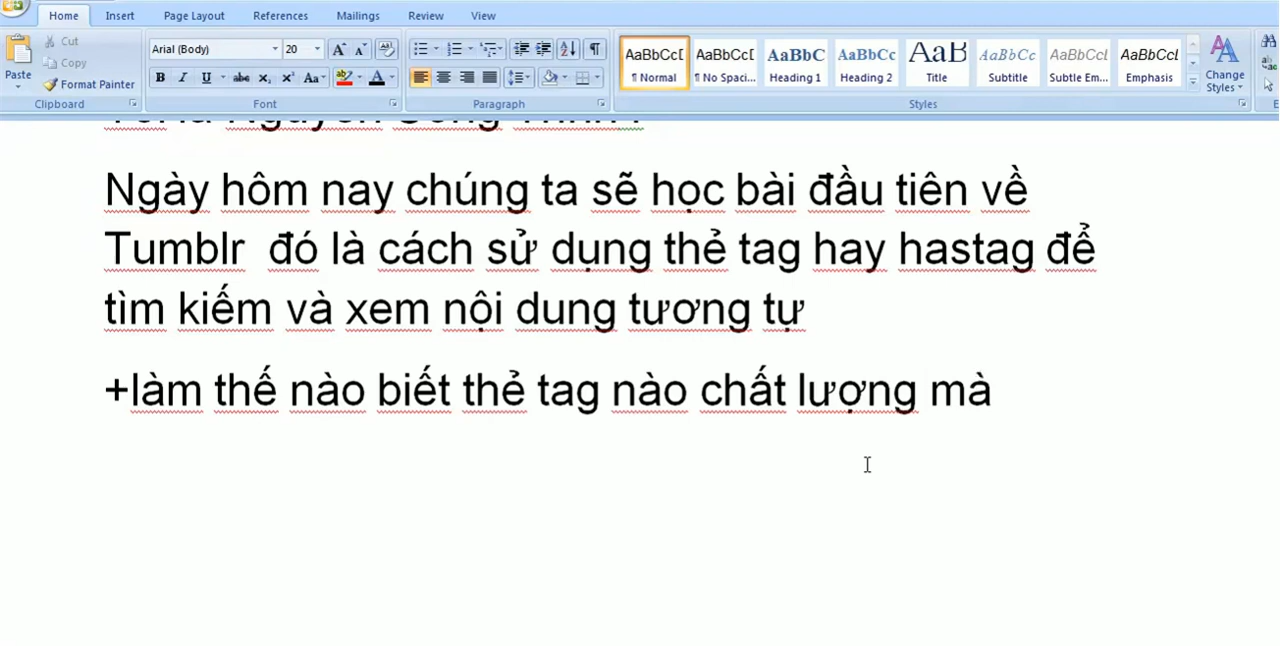 Home Insert Page Layout References Mailings Review View
Cut
Copy
Paste
Format Painter
Clipboard
Arial (Body) 20
Font
Paragraph
AaBbCcD AaBbCcD AaBbC AaBbCc AaB AaBbCc AaBbCcD AaBbCcD
¶ Normal ¶ No Spaci... Heading 1 Heading 2 Title Subtitle Subtle Em... Emphasis
Change
Styles
Styles
Ngày hôm nay chúng ta sẽ học bài đầu tiên về
Tumblr đó là cách sử dụng thẻ tag hay hastag để
tìm kiếm và xem nội dung tương tự
+làm thế nào biết thẻ tag nào chất lượng mà